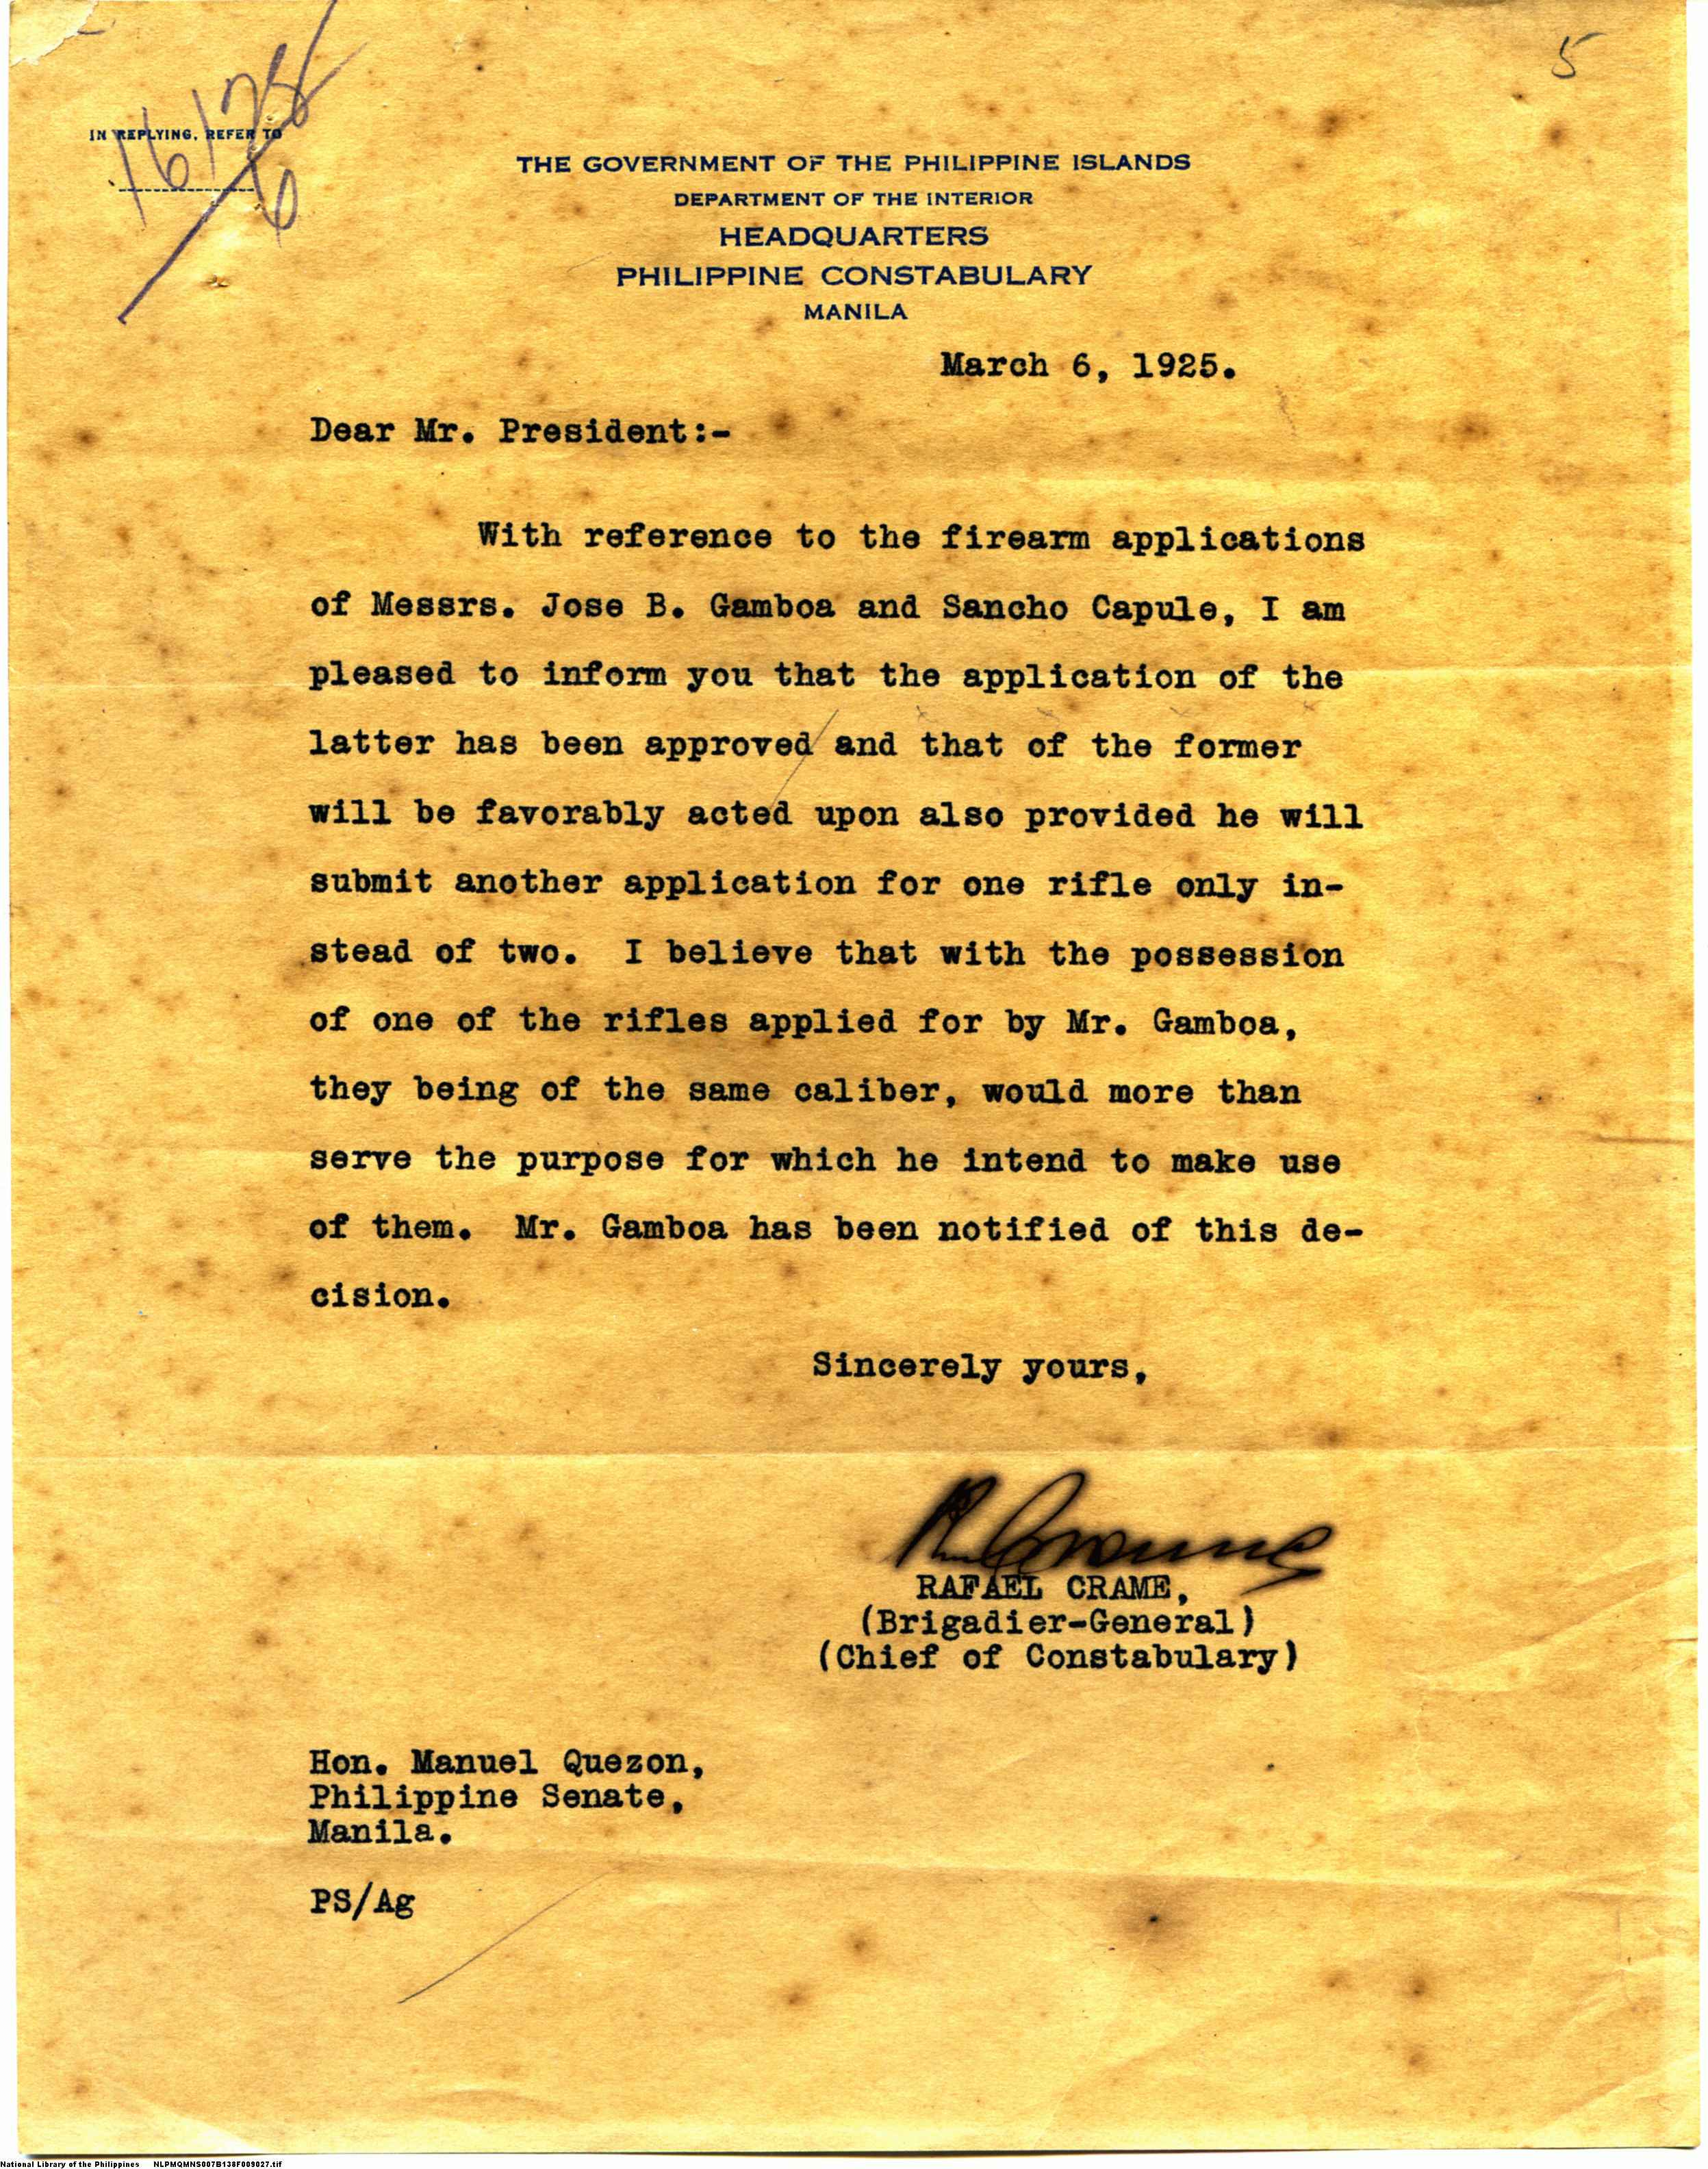 5
IN REPLYING, REFER TO
THE GOVERNMENT OF THE PHILIPPINE ISLANDS
DEPARTMENT OF THE INTERIOR
HEADQUARTERS
PHILIPPINE CONSTABULARY
MANILA
March 6, 1925.
Dear Mr. President:-
With reference to the firearm applications
of Messrs. Jose B. Gamboa and Sancho Capule, I am
pleased to inform you that the application of the
latter has been approved and that of the former
will be favorably acted upon also provided he will
submit another application for one rifle only in-
stead of two. I believe that with the possession
of one of the rifles applied for by Mr. Gamboa,
they being of the same caliber, would more than
serve the purpose for which he intend to make use
of them. Mr. Gamboa has been notified of this de-
cision.
Sincerely yours,
RAFAEL CRAME,
(Brigadier-General)
(Chief of Constabulary)
Hon. Manuel Quezon,
Philippine Senate,
Manila.
PS/Ag
National Library of the Philippines NLPMQMNS007B138F009027.tif